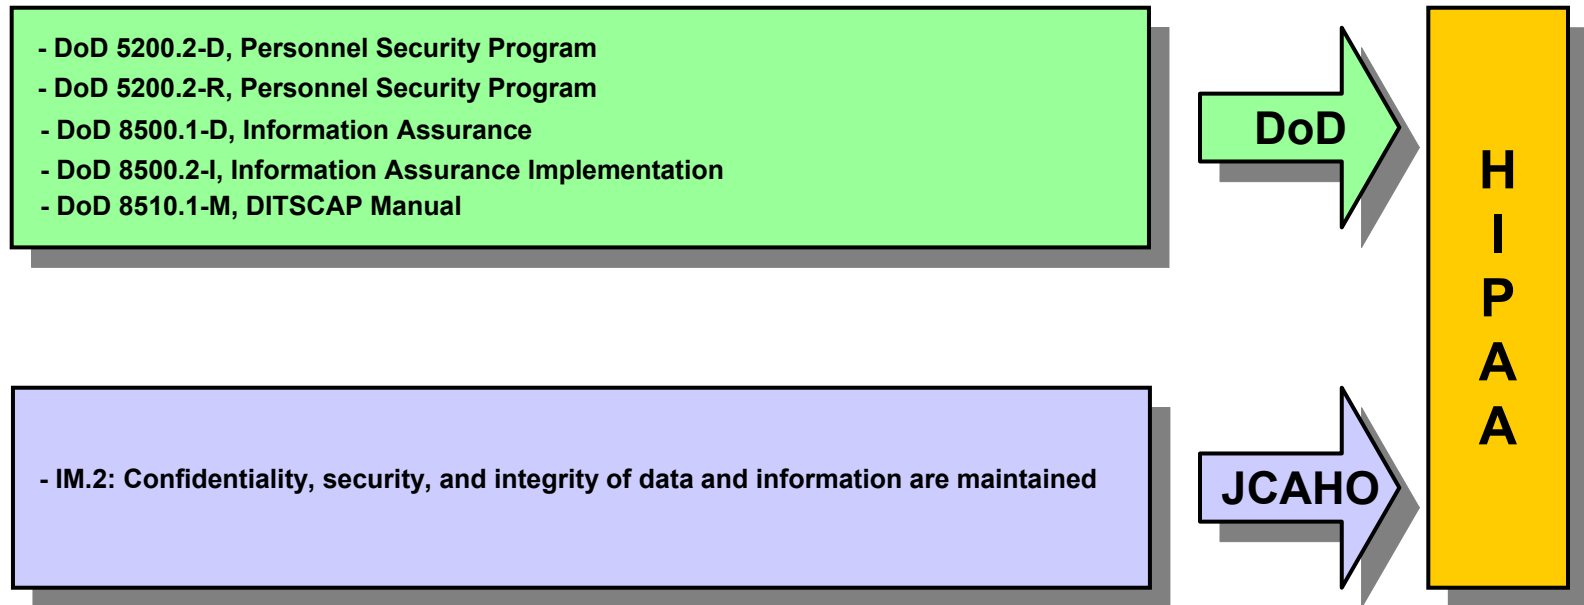 - DoD 5200.2-D, Personnel Security Program
- DoD 5200.2-R, Personnel Security Program
- DoD 8500.1-D, Information Assurance
- DoD 8500.2-I, Information Assurance Implementation
- DoD 8510.1-M, DITSCAP Manual
DoD
- IM.2: Confidentiality, security, and integrity of data and information are maintained
JCAHO
H
I
P
A
A